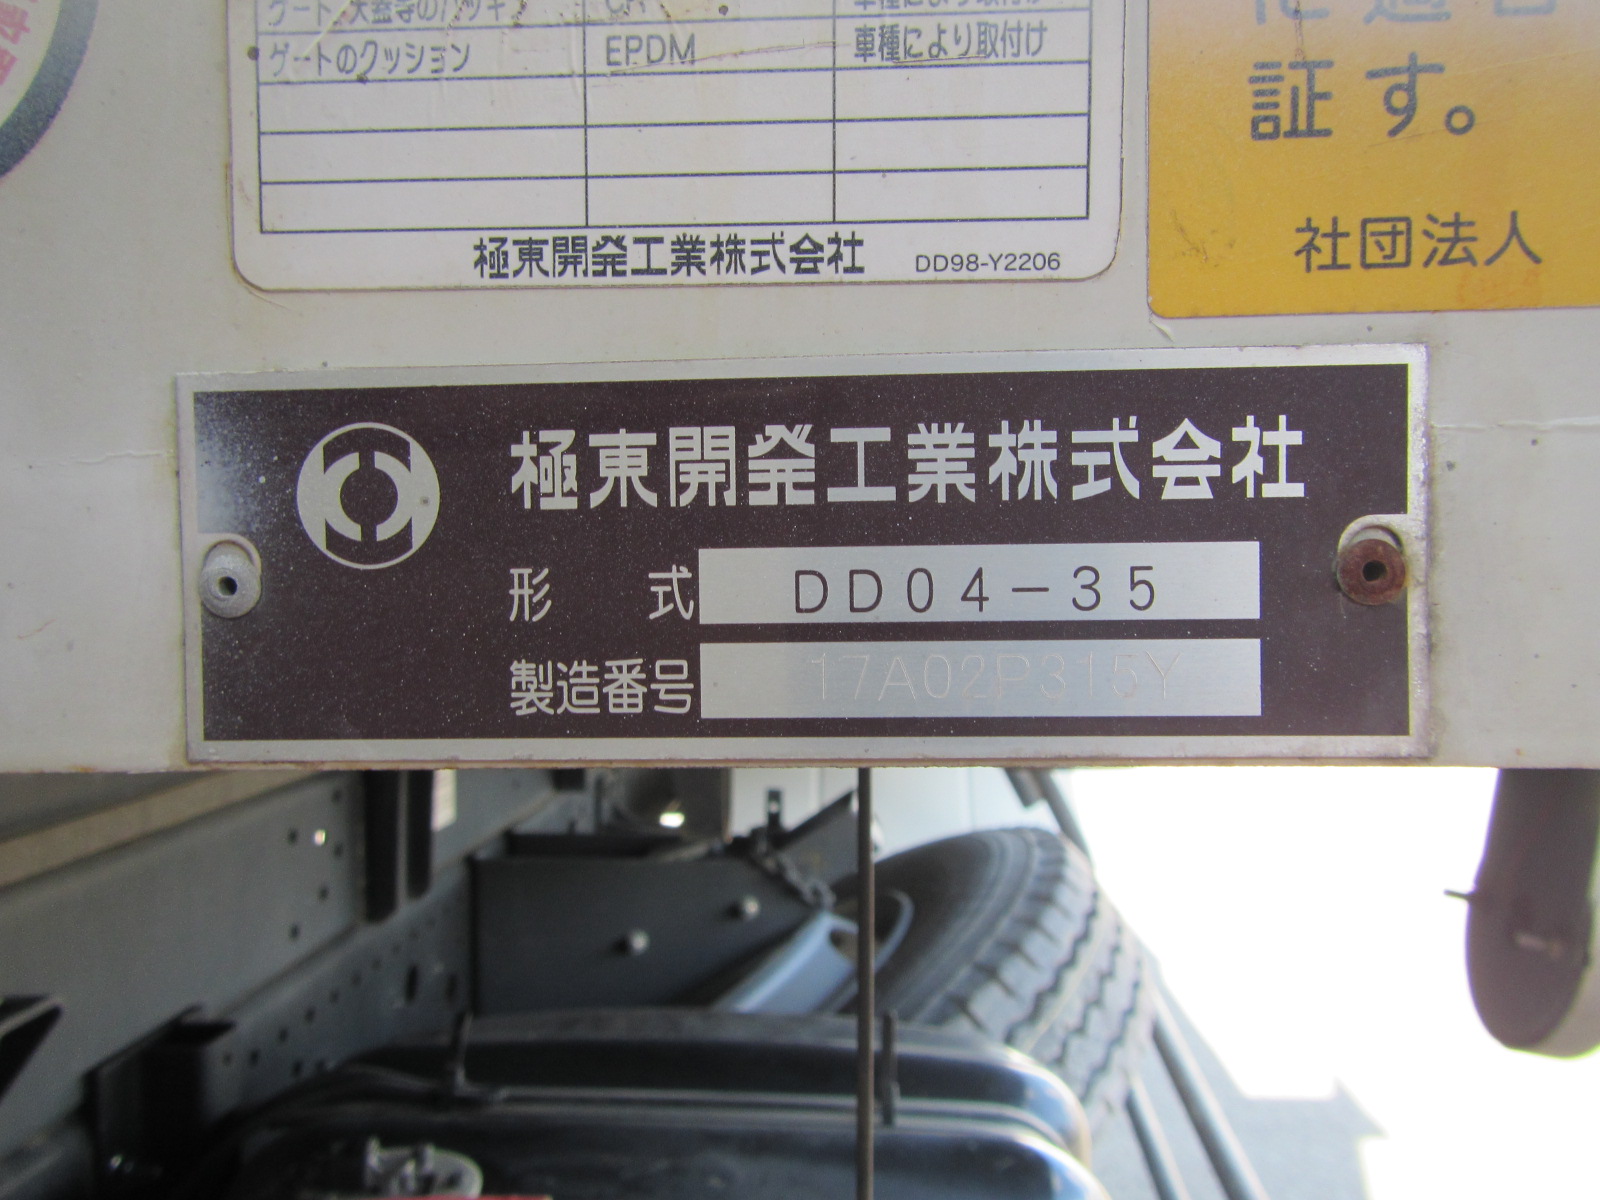 ゲートのクッション EPDM 車種により取付け
証す。
極東開発工業株式会社 DD98-Y2206
社団法人
極東開発工業株式会社
形 式 DD04-35
製造番号 17A02P315Y